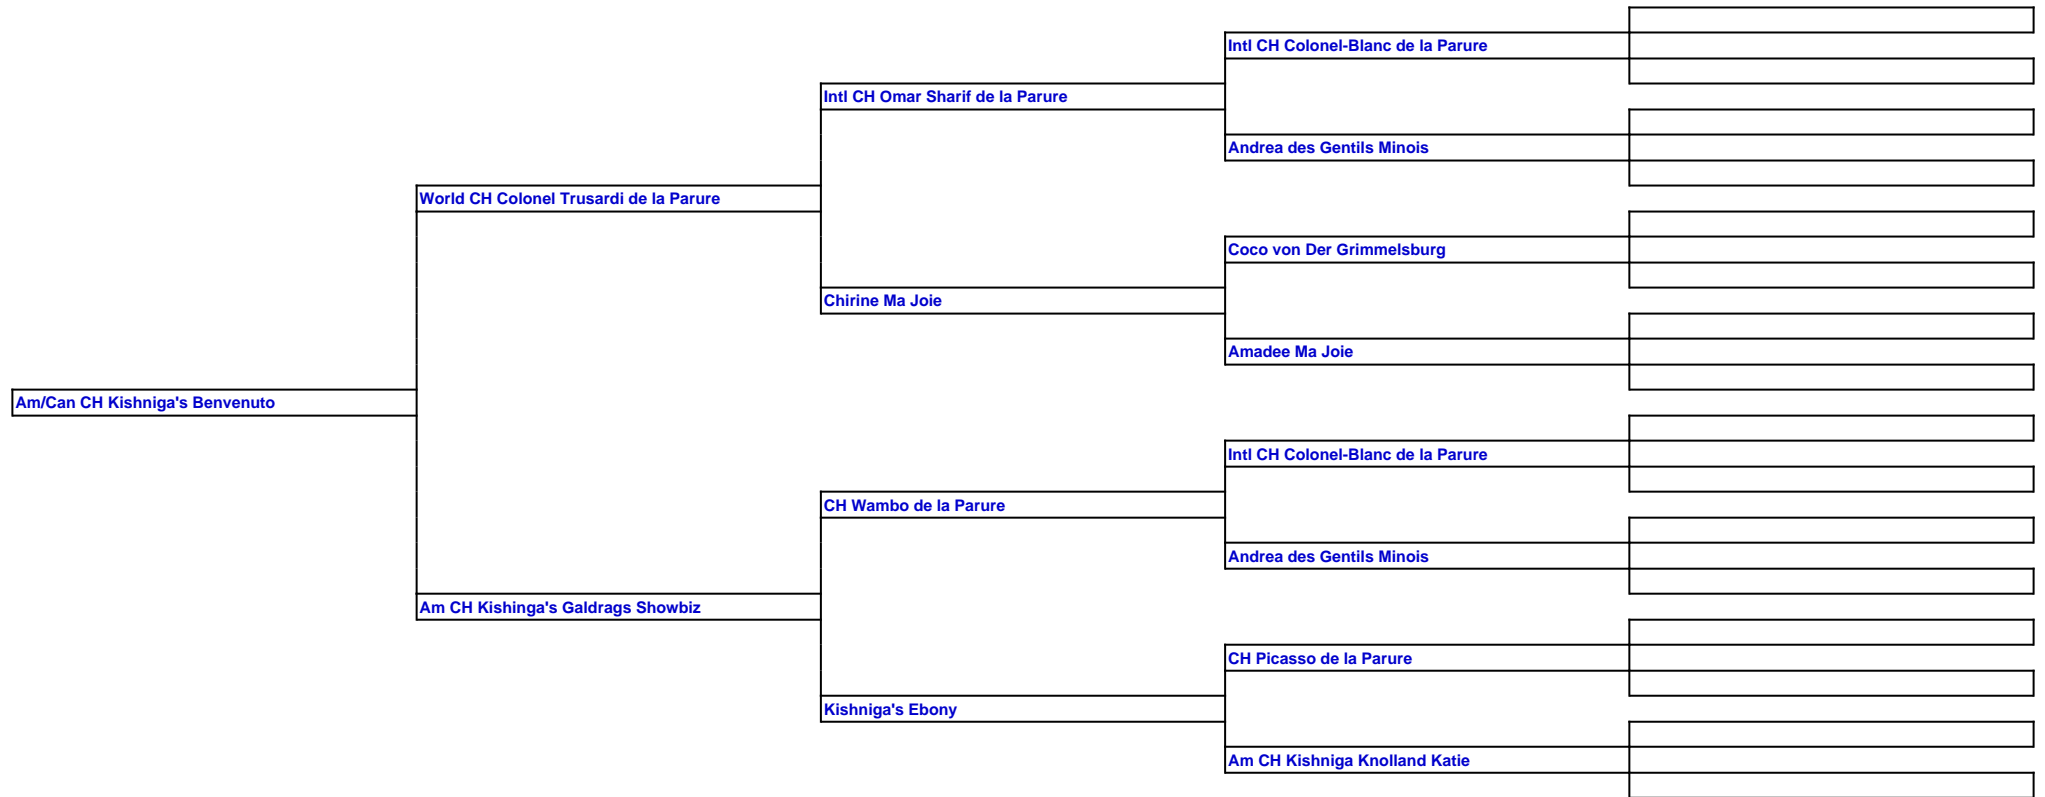 Intl CH Colonel-Blanc de la Parure
Intl CH Omar Sharif de la Parure
Andrea des Gentils Minois
World CH Colonel Trusardi de la Parure
Coco von Der Grimmelsburg
Chirine Ma Joie
Amadee Ma Joie
Am/Can CH Kishniga's Benvenuto
Intl CH Colonel-Blanc de la Parure
CH Wambo de la Parure
Andrea des Gentils Minois
Am CH Kishinga's Galdrags Showbiz
CH Picasso de la Parure
Kishniga's Ebony
Am CH Kishniga Knolland Katie